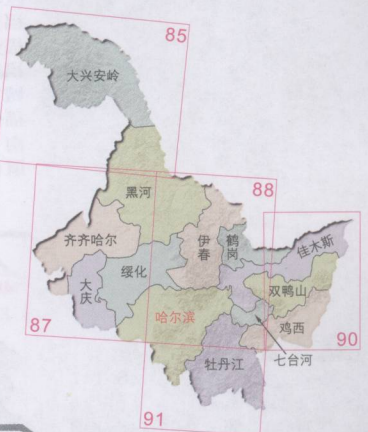 85
大兴安岭
黑河
88
齐齐哈尔
伊春
鹤岗
佳木斯
大庆
绥化
双鸭山
哈尔滨
鸡西
87
七台河
90
牡丹江
91